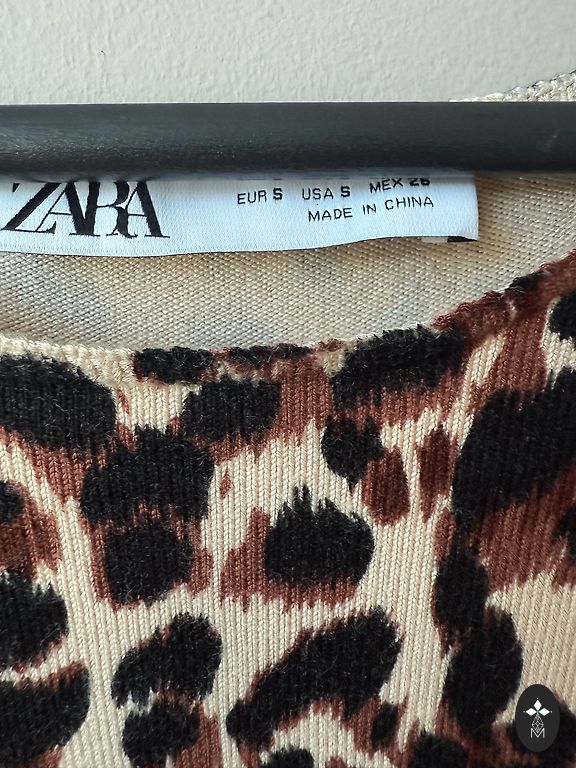 ZARA
EUR S USA S MEX 26
MADE IN CHINA
M